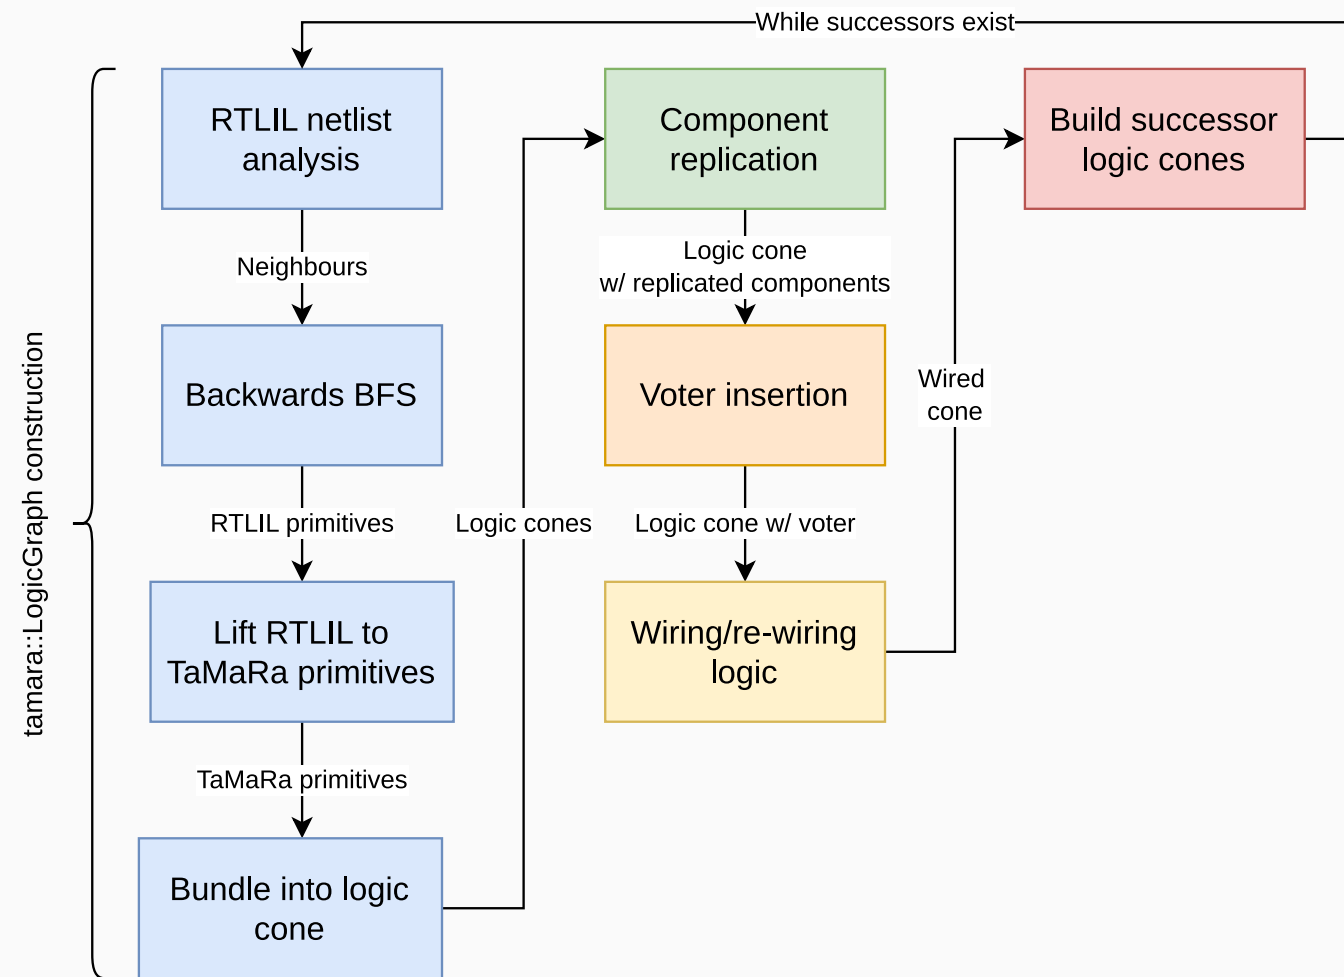 While successors exist
RTLIL netlist
analysis
Neighbours
Backwards BFS
RTLIL primitives
Lift RTLIL to
TaMaRa primitives
TaMaRa primitives
Bundle into logic
cone
tamara::LogicGraph construction
Logic cones
Component
replication
Logic cone
w/ replicated components
Voter insertion
Logic cone w/ voter
Wiring/re-wiring
logic
Wired
cone
Build successor
logic cones